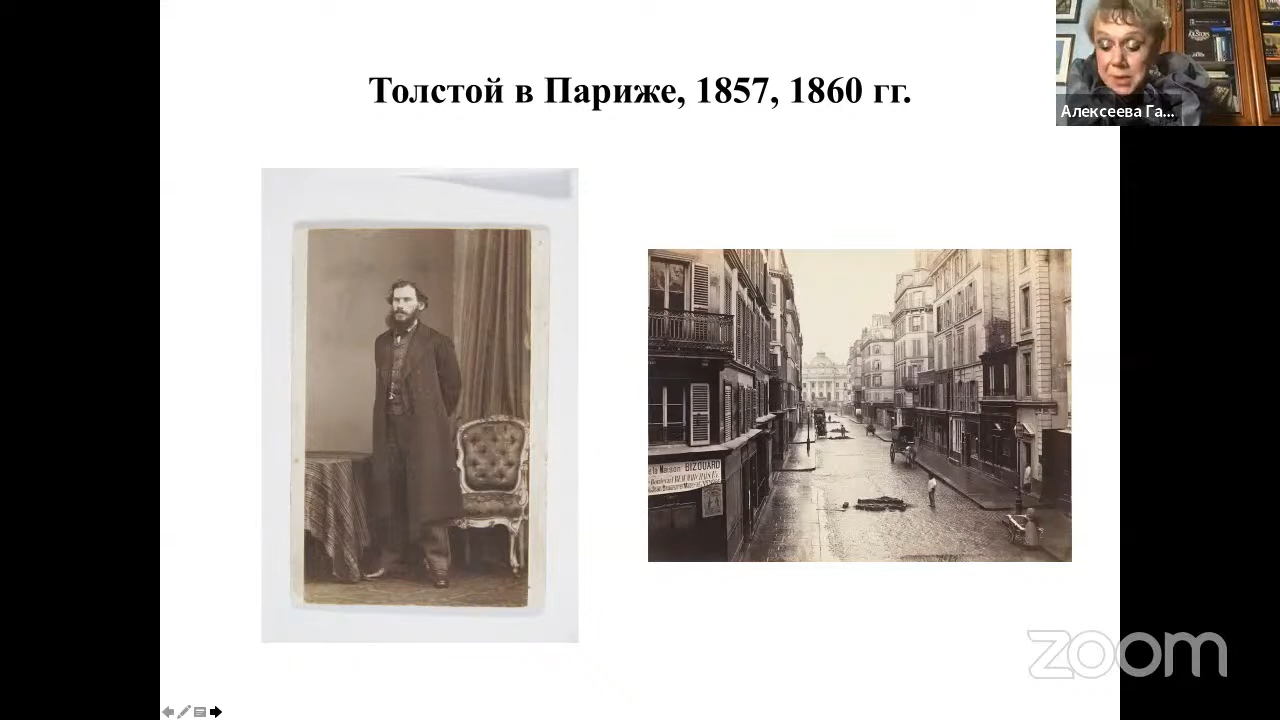 Толстой в Париже, 1857, 1860 гг.
Алексеева Га...
BIZOUARD
zoom